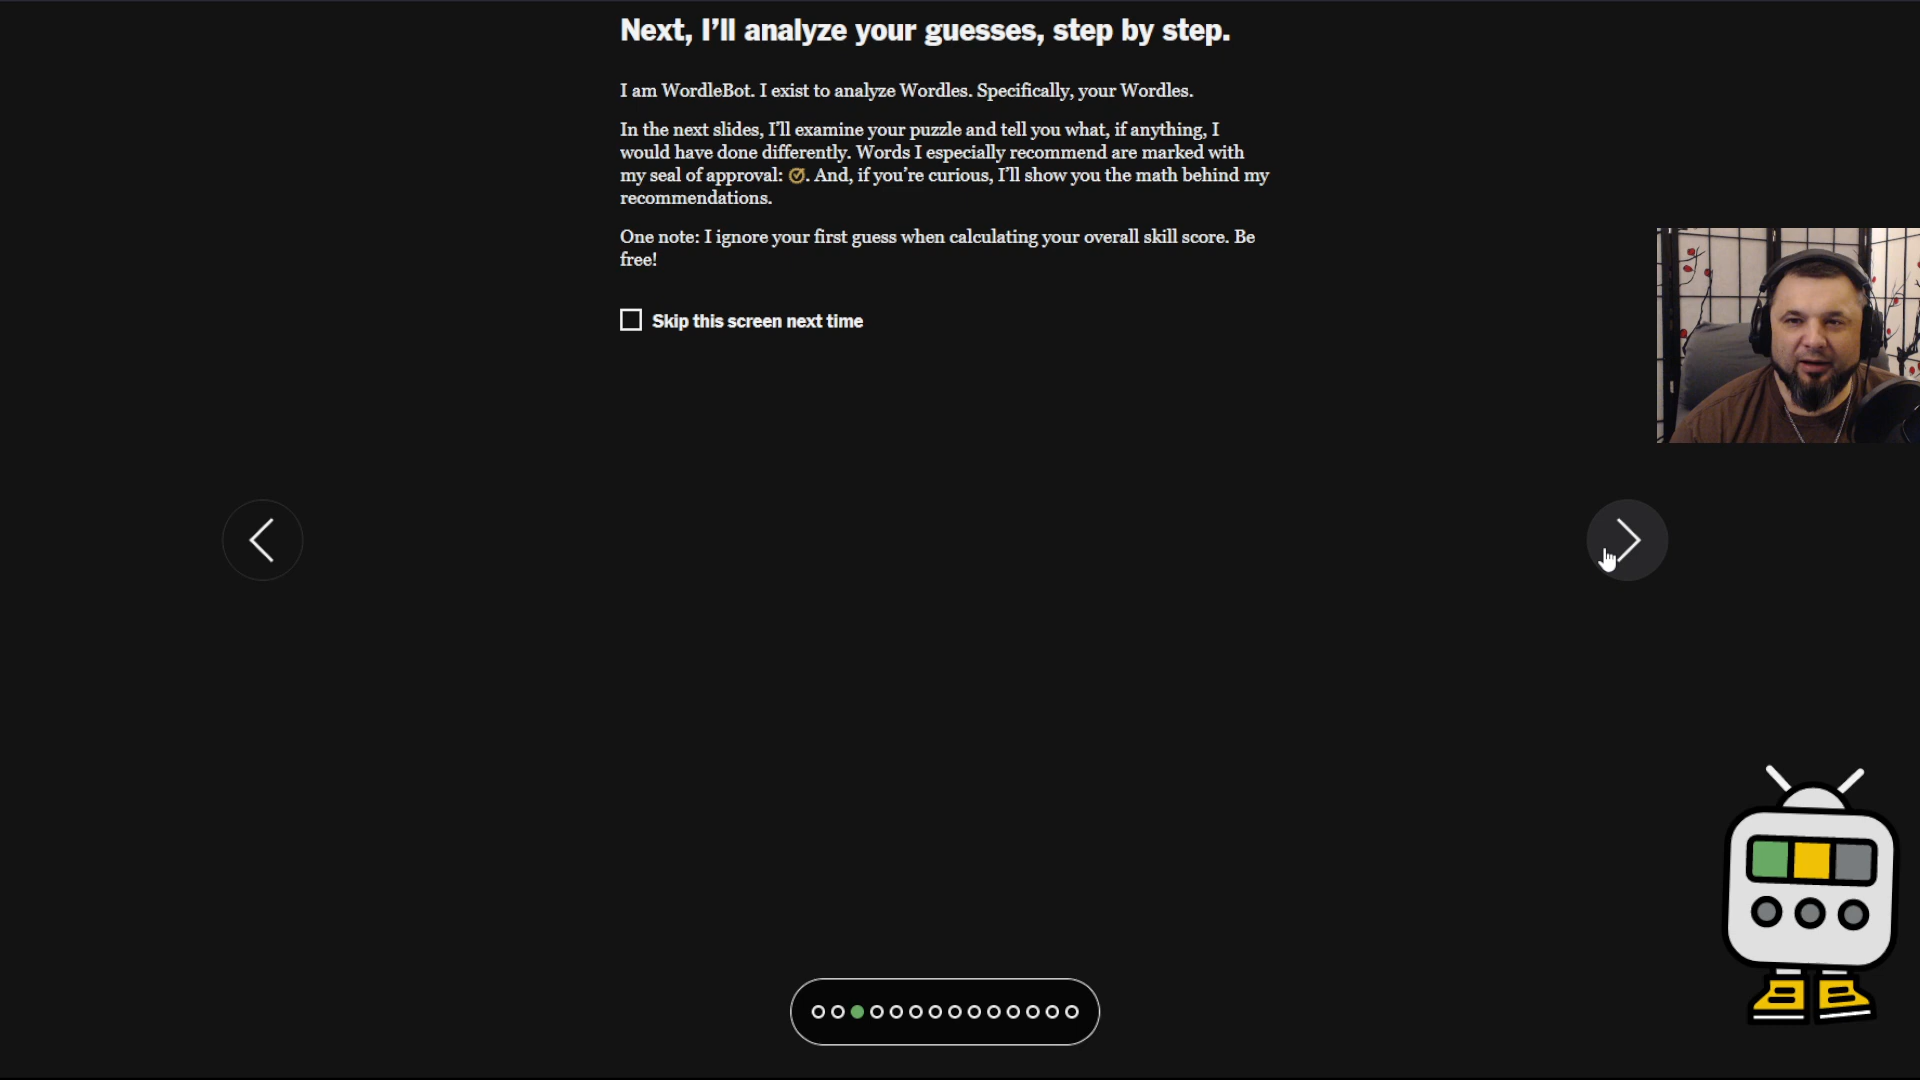 Next, I’ll analyze your guesses, step by step.
I am WordleBot. I exist to analyze Wordles. Specifically, your Wordles.
In the next slides, I’ll examine your puzzle and tell you what, if anything, I
would have done differently. Words I especially recommend are marked with
my seal of approval: . And, if you’re curious, I’ll show you the math behind my
recommendations.
One note: I ignore your first guess when calculating your overall skill score. Be
free!
Skip this screen next time